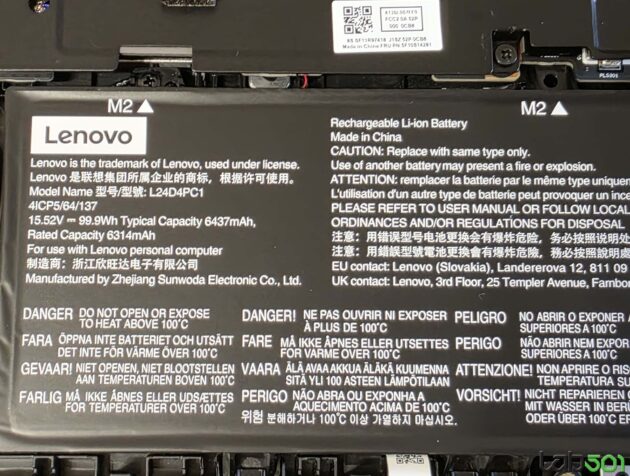 Made in China
M2
M2
Lenovo
Lenovo is the trademark of Lenovo, used under license.
Lenovo 是联想集团所属企业的商标，根据许可使用。
Model Name 型号/型號: L24D4PC1
4ICP5/64/137
15.52V ⎓ 99.9Wh Typical Capacity 6437mAh,
Rated Capacity 6314mAh
For use with Lenovo personal computer
制造商：浙江欣旺达电子有限公司
Manufactured by Zhejiang Sunwoda Electronic Co., Ltd.
Rechargeable Li-ion Battery
Made in China
CAUTION: Replace with same type only.
Use of another battery may present a fire or explosion.
ATTENTION: remplacer la batterie par le même type uniquem
L'utilisation d'un autre type de batterie peut provoquer un ince
PLEASE REFER TO USER MANUAL OR FOLLOW LOCAL
ORDINANCES AND/OR REGULATIONS FOR DISPOSAL
注意：用错误型号电池更换会有爆炸危险，务必按照说明处
注意：用錯誤型號電池更換會有爆炸危險，務必按照說明處
EU contact: Lenovo (Slovakia), Landererova 12, 811 09
UK contact: Lenovo, 3rd Floor, 25 Templer Avenue, Farnbor
DANGER DO NOT OPEN OR EXPOSE
TO HEAT ABOVE 100°C
FARA ÖPPNA INTE BATTERIET OCH UTSÄTT
DET INTE FÖR VÄRME ÖVER 100°C
GEVAAR! NIET OPENEN, NIET BLOOTSTELLEN
AAN TEMPERATUREN BOVEN 100°C
FARLIG MÅ IKKE ÅBNES ELLER UDSÆTTES
FOR TEMPERATURER OVER 100°C
DANGER! NE PAS OUVRIR NI EXPOSER
À PLUS DE 100°C
FARE MÅ IKKE ÅPNES ELLER UTSETTES
FOR VARME OVER 100°C
VAARA ÄLÄ AVAA AKKUA ÄLÄKÄ KUUMENNA
SITÄ YLI 100 ASTEEN LÄMPÖTILAAN
PERIGO NÃO ABRA OU EXPONHA A
AQUECIMENTO ACIMA DE 100°C
위험 분해하거나 100°C 이상 가열하지 마십시오
PELIGRO NO ABRIR O EXPONER A
SUPERIORES A 100°C
PERIGO NÃO ABRIR NEM EXPOR
SUPERIORES A 100°C
ATTENZIONE! NON APRIRE O RIS
TEMPERATURA SU
VORSICHT! NICHT REPARIEREN O
MIT WASSER IN BER
ODER ÜBER 100°C ER